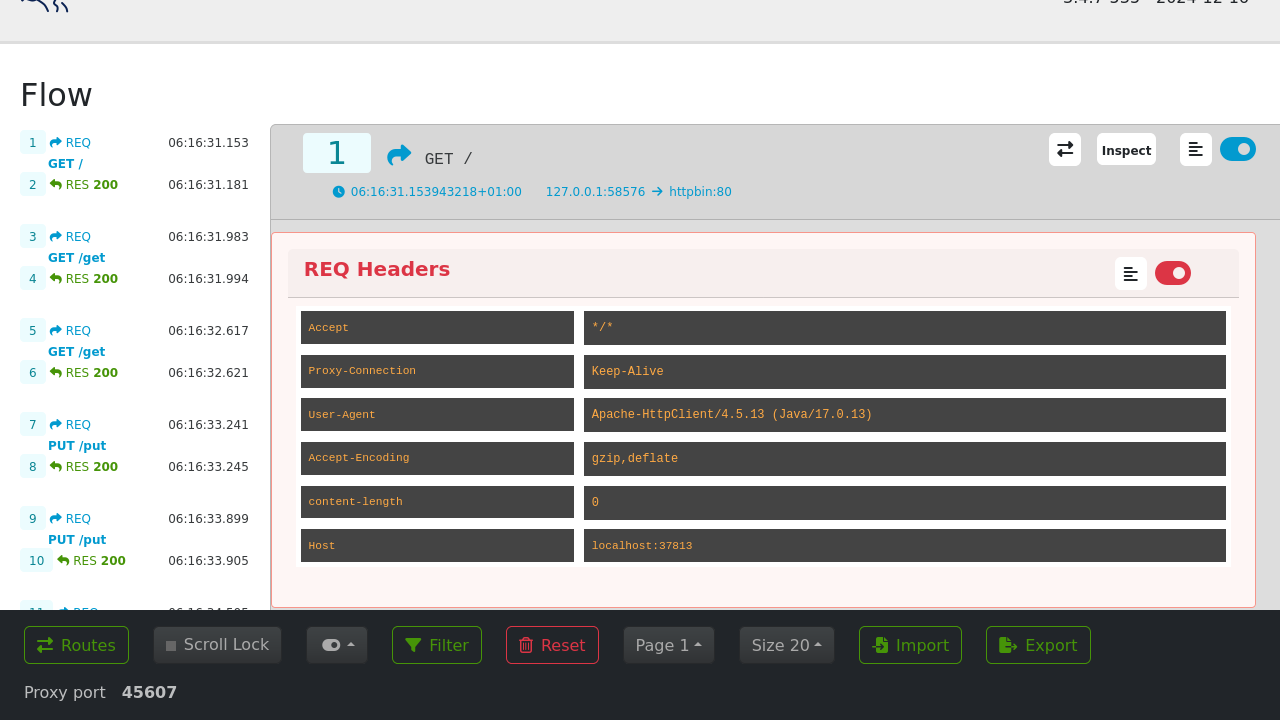 Flow
1 REQ 06:16:31.153
GET /
2 RES 200 06:16:31.181
3 REQ 06:16:31.983
GET /get
4 RES 200 06:16:31.994
5 REQ 06:16:32.617
GET /get
6 RES 200 06:16:32.621
7 REQ 06:16:33.241
PUT /put
8 RES 200 06:16:33.245
9 REQ 06:16:33.899
PUT /put
10 RES 200 06:16:33.905
1 GET / Inspect
06:16:31.153943218+01:00 127.0.0.1:58576 → httpbin:80
REQ Headers
Accept */*
Proxy-Connection Keep-Alive
User-Agent Apache-HttpClient/4.5.13 (Java/17.0.13)
Accept-Encoding gzip,deflate
content-length 0
Host localhost:37813
Routes Scroll Lock Filter Reset Page 1 Size 20 Import Export
Proxy port 45607